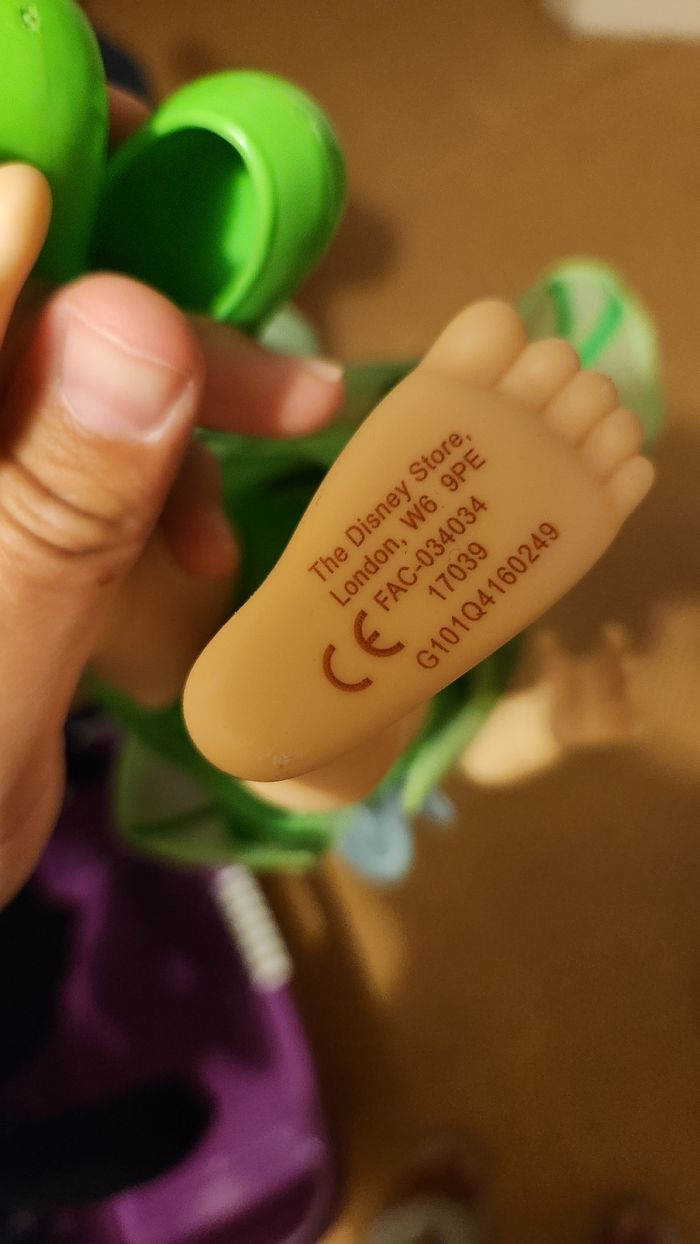 The Disney Store,
London, W6 9PE
CE FAC-034034
17039
G101Q4160249